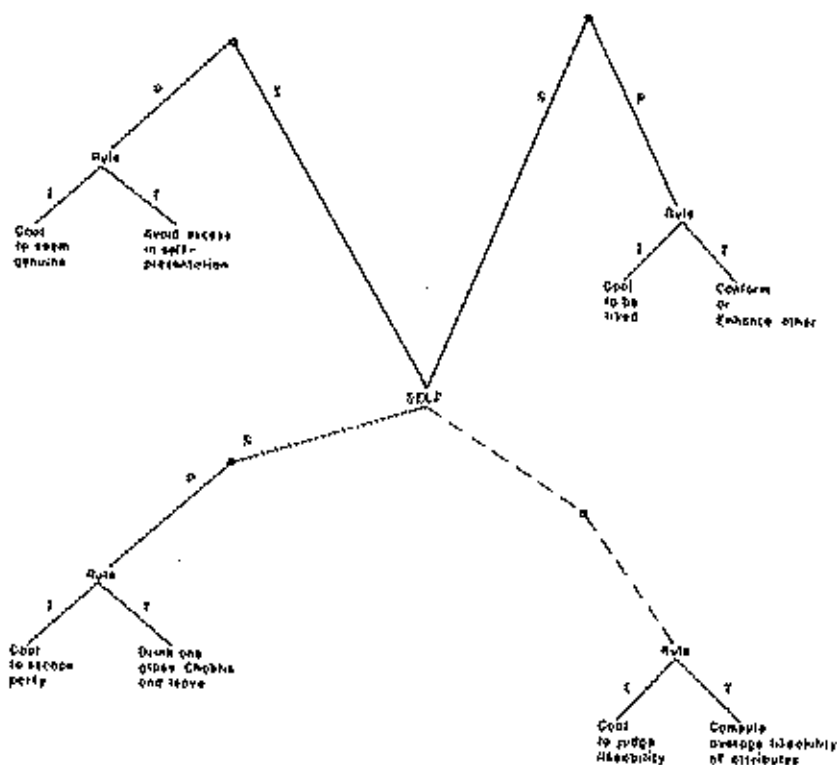 S
S
P
P
Rule
Rule
I
T
I
T
Goal
to seem
genuine
Avoid excess
in self-
presentation
Goal
to be
liked
Conform
or
Enhance other
SELF
S
P
Rule
I
T
Goal
to escape
party
Drink one
glass Chablis
and leave
Rule
I
T
Goal
to judge
likability
Compute
average likability
of attributes